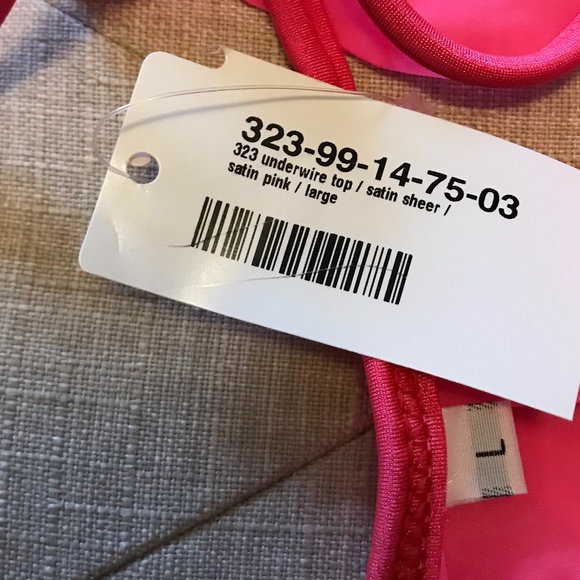 323-99-14-75-03
323 underwire top / satin sheer /
satin pink / large
L